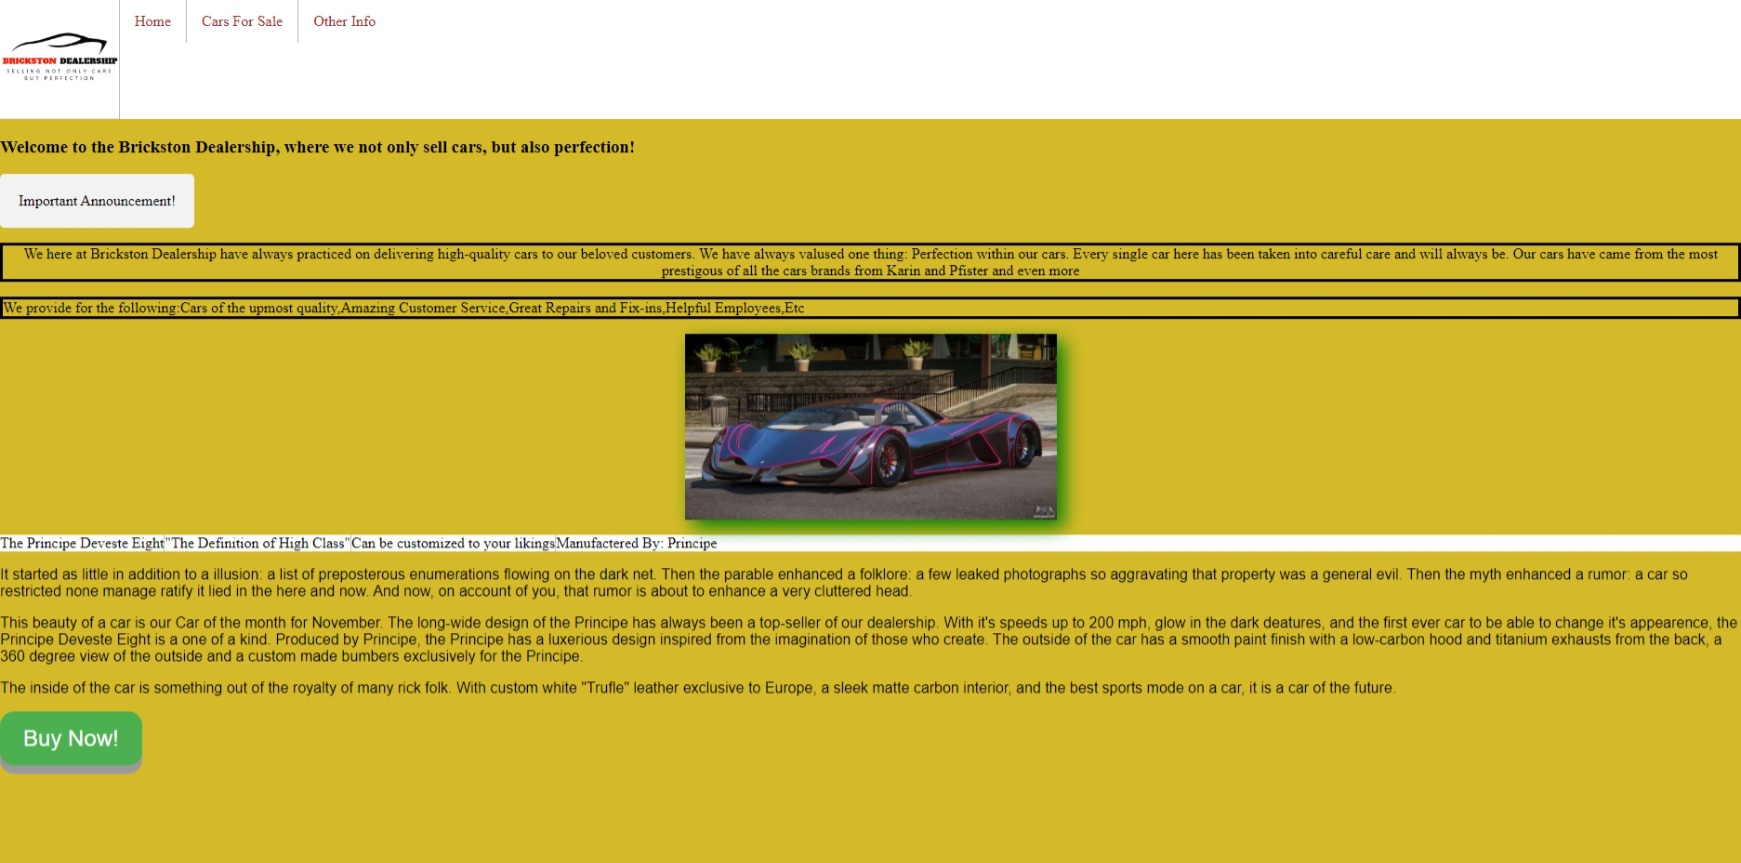 Home
Cars For Sale
Other Info
BRICKSTON DEALERSHIP
SELLING NOT ONLY CARS
BUT PERFECTION
Welcome to the Brickston Dealership, where we not only sell cars, but also perfection!
Important Announcement!
We here at Brickston Dealership have always practiced on delivering high-quality cars to our beloved customers. We have always valused one thing: Perfection within our cars. Every single car here has been taken into careful care and will always be. Our cars have came from the most
prestigous of all the cars brands from Karin and Pfister and even more
We provide for the following:Cars of the upmost quality,Amazing Customer Service,Great Repairs and Fix-ins,Helpful Employees,Etc
The Principe Deveste Eight"The Definition of High Class"Can be customized to your likingsManufactered By: Principe
It started as little in addition to a illusion: a list of preposterous enumerations flowing on the dark net. Then the parable enhanced a folklore: a few leaked photographs so aggravating that property was a general evil. Then the myth enhanced a rumor: a car so
restricted none manage ratify it lied in the here and now. And now, on account of you, that rumor is about to enhance a very cluttered head.
This beauty of a car is our Car of the month for November. The long-wide design of the Principe has always been a top-seller of our dealership. With it's speeds up to 200 mph, glow in the dark deatures, and the first ever car to be able to change it's appearence, the
Principe Deveste Eight is a one of a kind. Produced by Principe, the Principe has a luxerious design inspired from the imagination of those who create. The outside of the car has a smooth paint finish with a low-carbon hood and titanium exhausts from the back, a
360 degree view of the outside and a custom made bumbers exclusively for the Principe.
The inside of the car is something out of the royalty of many rick folk. With custom white "Trufle" leather exclusive to Europe, a sleek matte carbon interior, and the best sports mode on a car, it is a car of the future.
Buy Now!